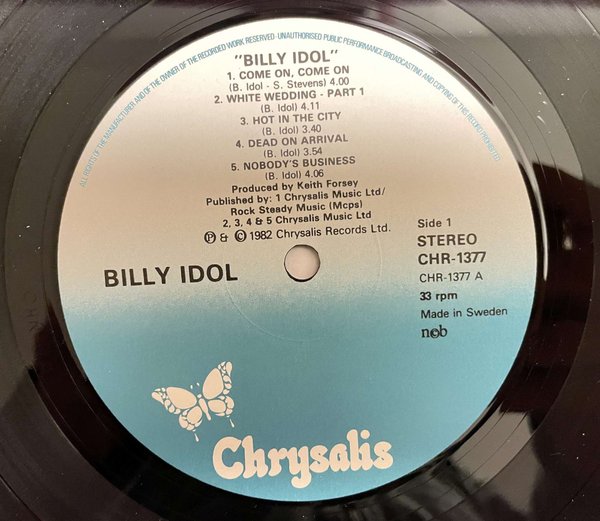 ALL RIGHTS OF THE MANUFACTURER AND OF THE OWNER OF THE RECORDED WORK RESERVED · UNAUTHORISED PUBLIC PERFORMANCE BROADCASTING AND COPYING OF THIS RECORD PROHIBITED
"BILLY IDOL"
1. COME ON, COME ON
(B. Idol - S. Stevens) 4.00
2. WHITE WEDDING - PART 1
(B. Idol) 4.11
3. HOT IN THE CITY
(B. Idol) 3.40
4. DEAD ON ARRIVAL
(B. Idol) 3.54
5. NOBODY'S BUSINESS
(B. Idol) 4.06
Produced by Keith Forsey
Published by: 1 Chrysalis Music Ltd/
Rock Steady Music (Mcps)
2, 3, 4 & 5 Chrysalis Music Ltd
Ⓟ & © 1982 Chrysalis Records Ltd.
BILLY IDOL
Side 1
STEREO
CHR-1377
CHR-1377 A
33 rpm
Made in Sweden
ncb
Chrysalis